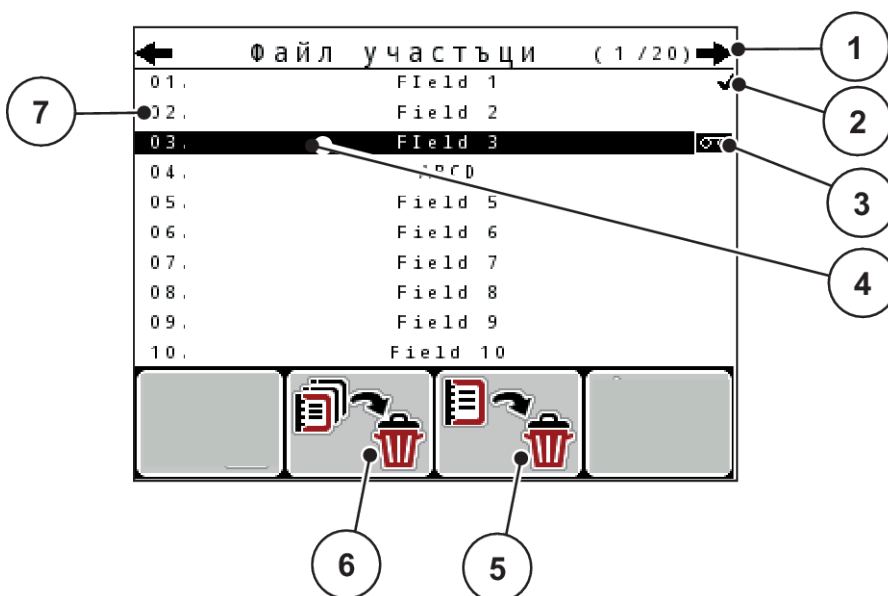 Файл участъци (1/20)
01. FIeld 1
02. Field 2
03. FIeld 3
04. ABCD
05. Field 5
06. Field 6
07. Field 7
08. Field 8
09. Field 9
10. Field 10
1
2
3
4
5
6
7